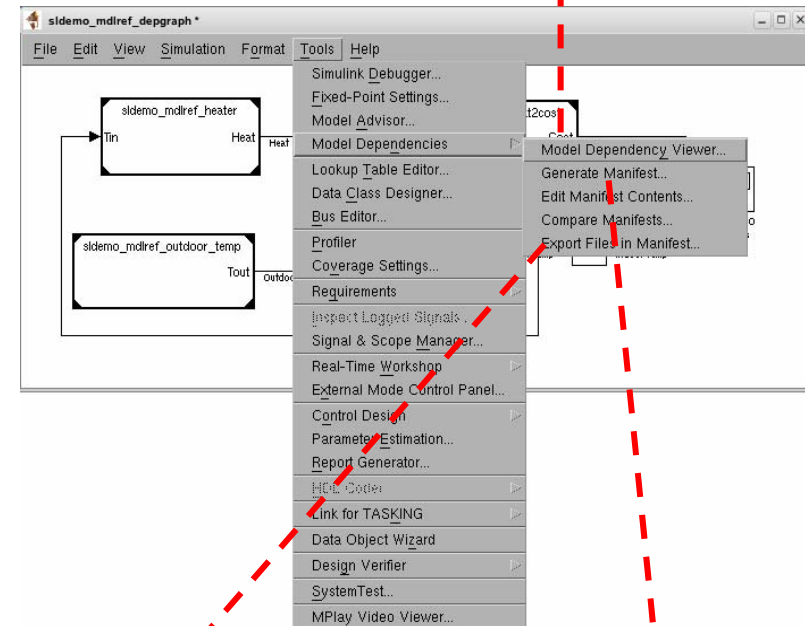 sldemo_mdlref_depgraph *
File Edit View Simulation Format Tools Help
sldemo_mdlref_heater
Tin
Heat
Heat
t2cost
Cost
sldemo_mdlref_outdoor_temp
Tout
Outdoo
Simulink Debugger...
Fixed-Point Settings...
Model Advisor...
Model Dependencies
Lookup Table Editor...
Data Class Designer...
Bus Editor...
Profiler
Coverage Settings...
Requirements
Inspect Logged Signals...
Signal & Scope Manager...
Real-Time Workshop
External Mode Control Panel...
Control Design
Parameter Estimation...
Report Generator...
HDL Coder
Link for TASKING
Data Object Wizard
Design Verifier
SystemTest...
MPlay Video Viewer...
Model Dependency Viewer...
Generate Manifest...
Edit Manifest Contents...
Compare Manifests...
Export Files in Manifest...